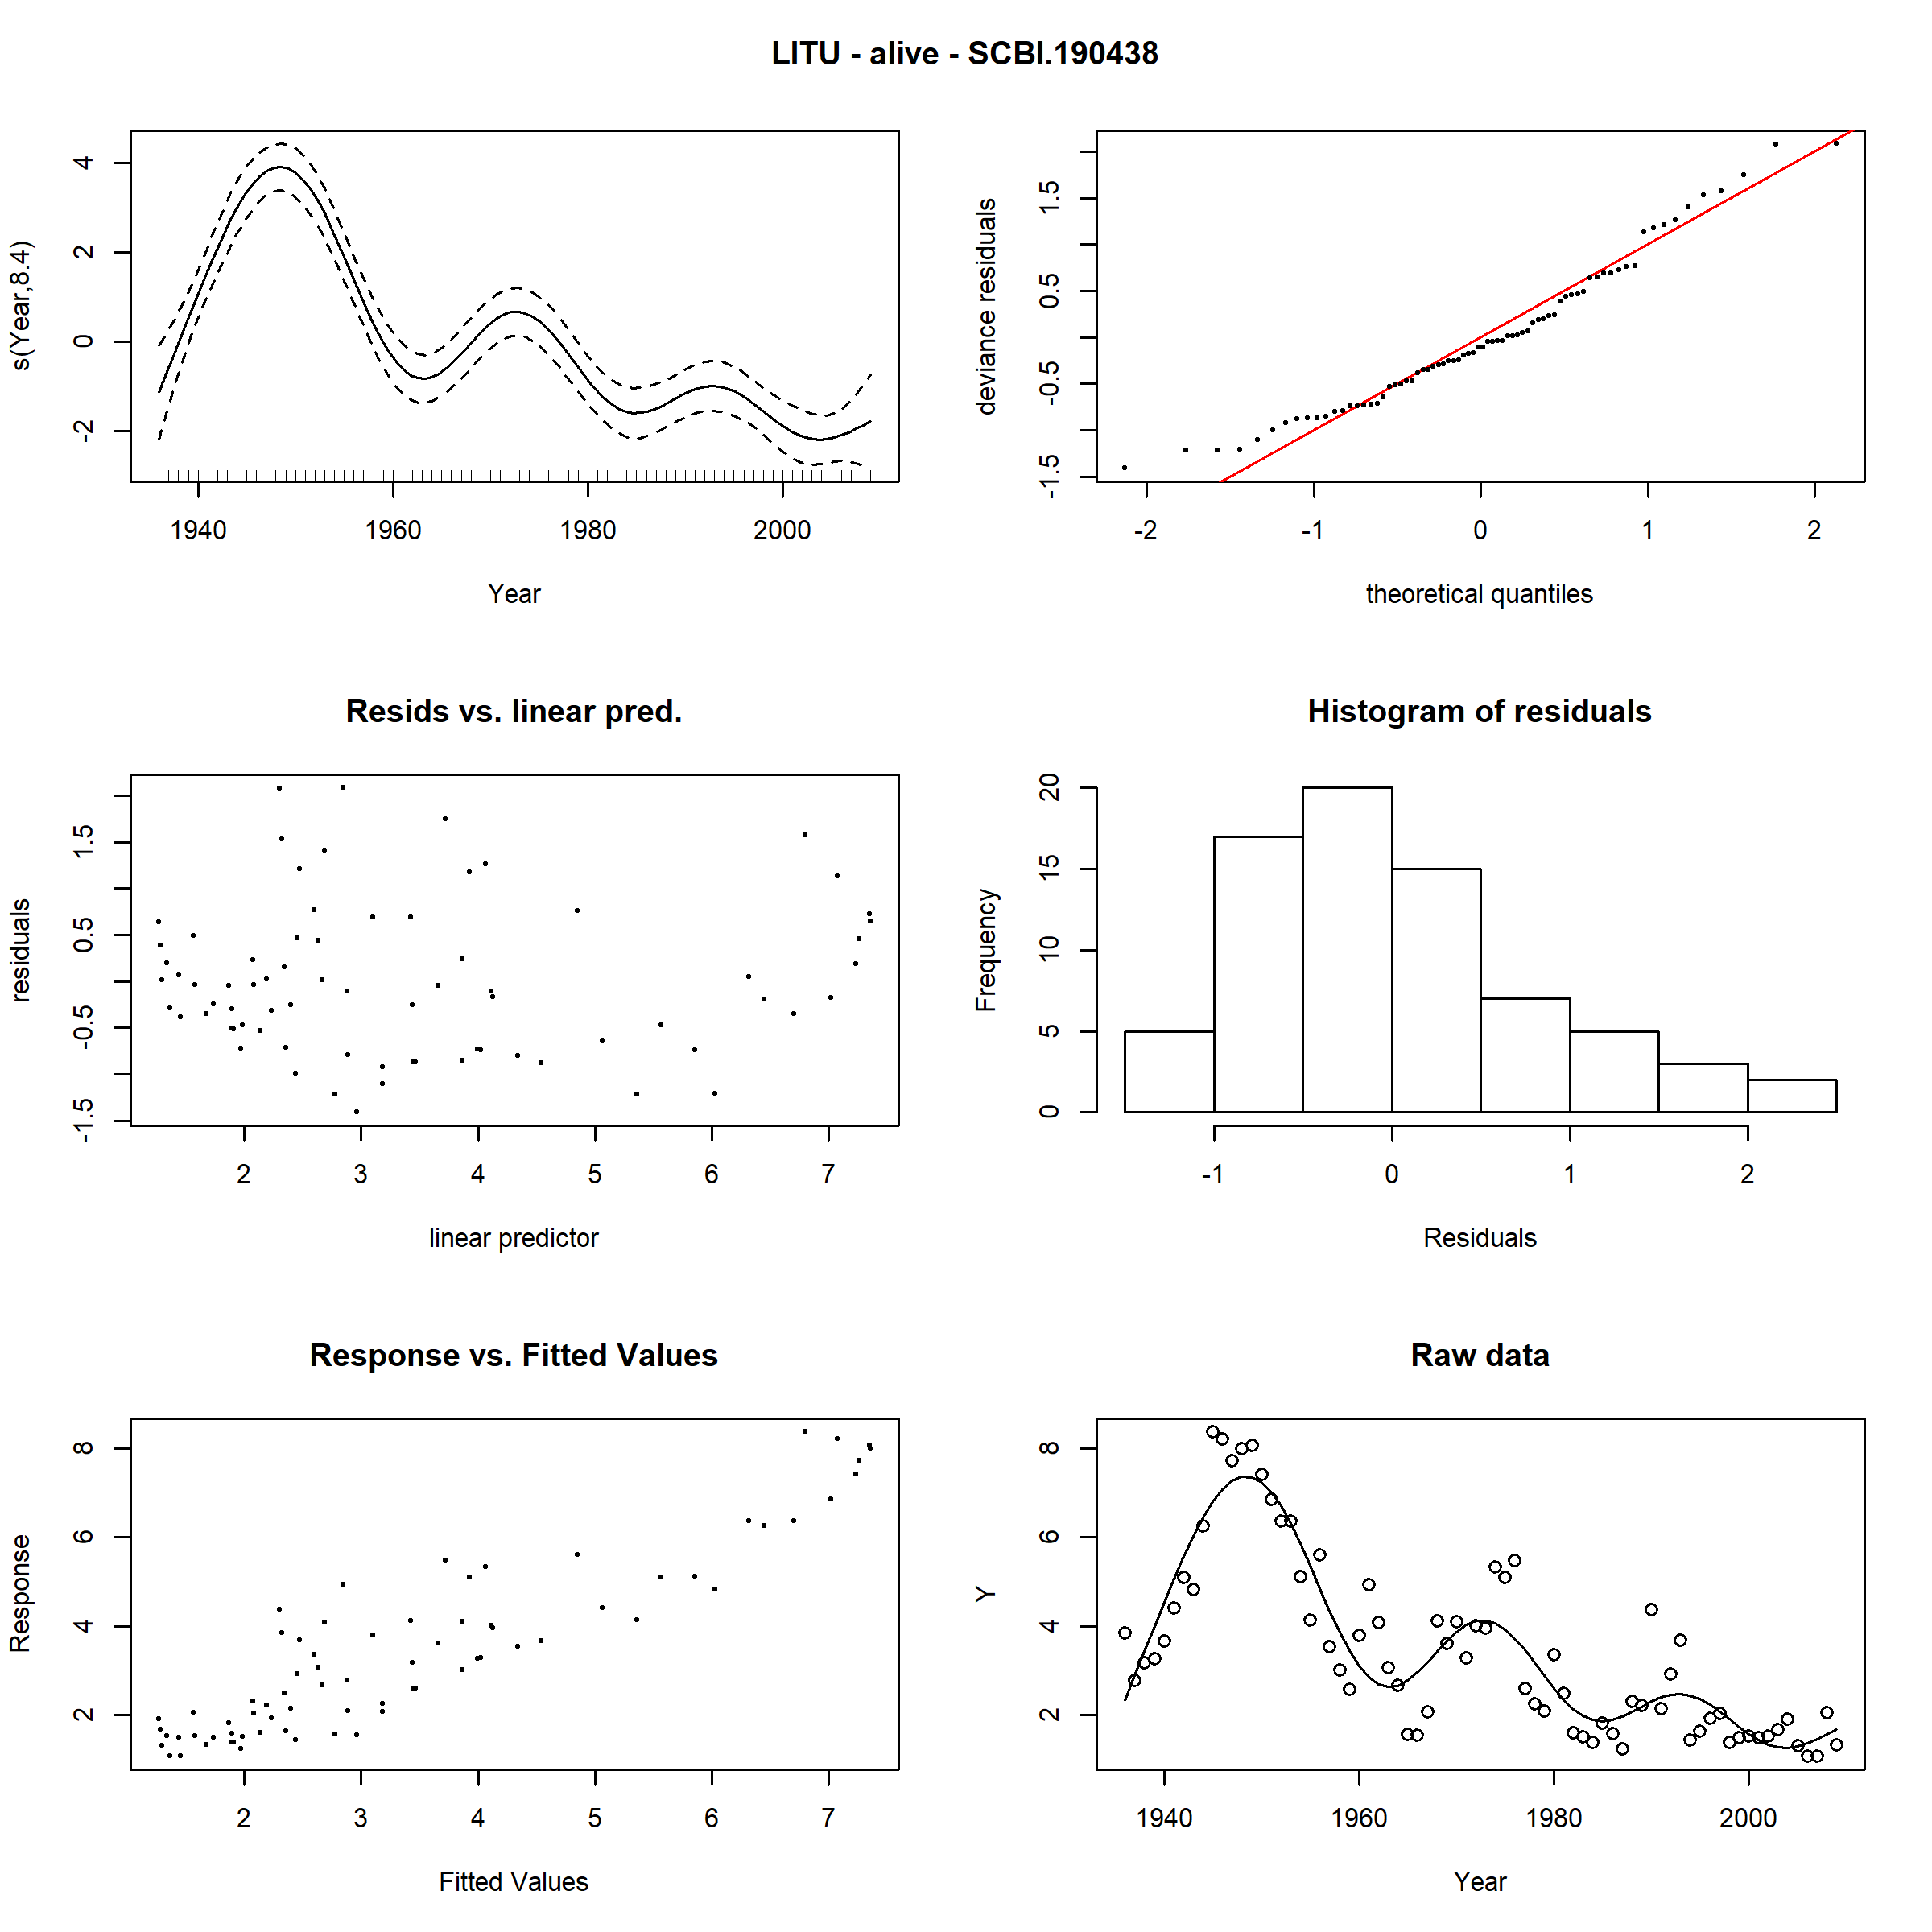 LITU - alive - SCBI.190438
s(Year,8.4)
4
2
0
-2
1940 1960 1980 2000
Year
deviance residuals
1.5
0.5
-0.5
-1.5
-2 -1 0 1 2
theoretical quantiles
Resids vs. linear pred.
residuals
1.5
0.5
-0.5
-1.5
2 3 4 5 6 7
linear predictor
Histogram of residuals
Frequency
20
15
10
5
0
-1 0 1 2
Residuals
Response vs. Fitted Values
Response
8
6
4
2
2 3 4 5 6 7
Fitted Values
Raw data
Y
8
6
4
2
1940 1960 1980 2000
Year